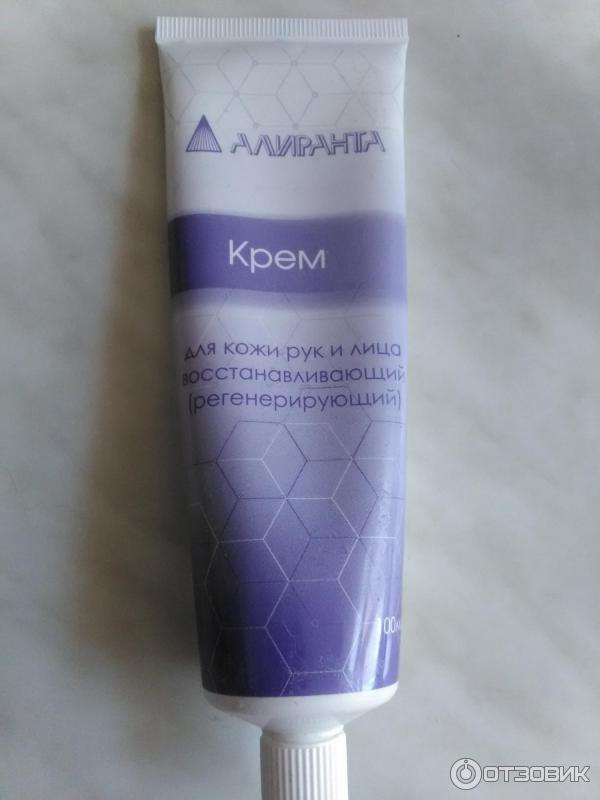 АЛИРАНТА
Крем
для кожи рук и лица
восстанавливающий
(регенерирующий)
ОТЗОВИК